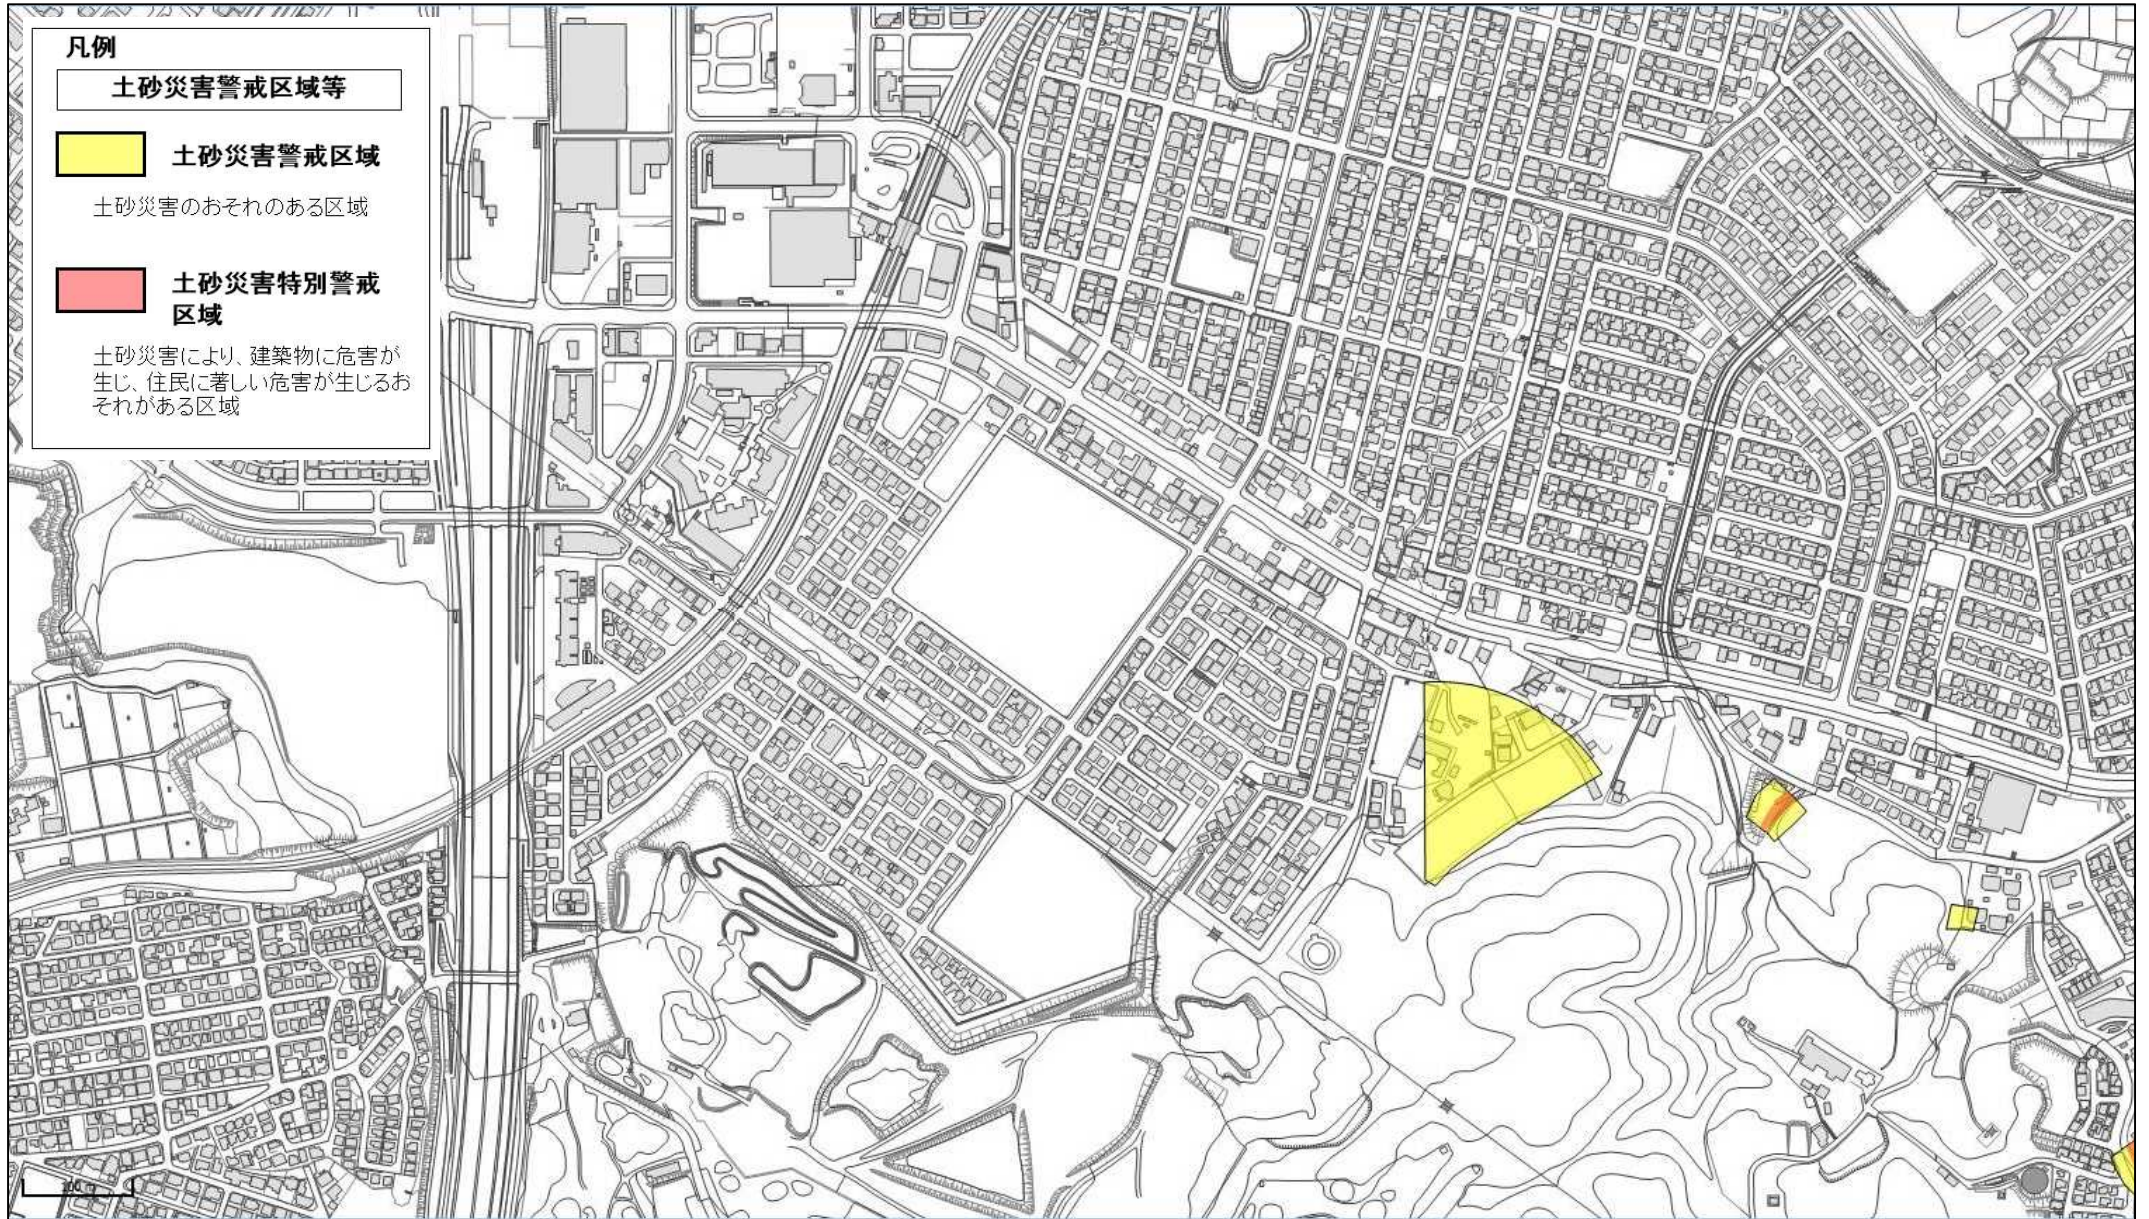 凡例
土砂災害警戒区域等
土砂災害警戒区域
土砂災害のおそれのある区域
土砂災害特別警戒
区域
土砂災害により、建築物に危害が
生じ、住民に著しい危害が生じるお
それがある区域
100 m